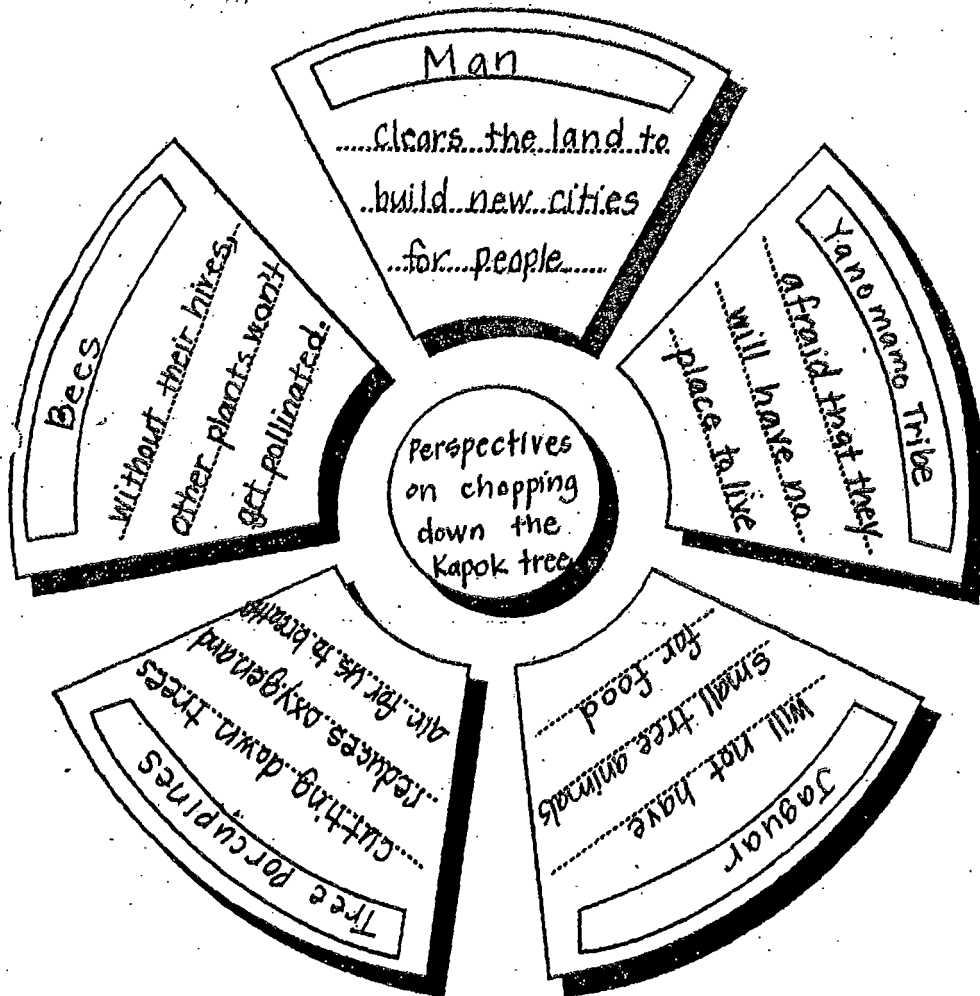 Man
clears the land to
build new cities
for people
Yanomamo Tribe
afraid that they
will have no
place to live
Jaguar
will not have
small tree animals
for food
Tree Porcupines
cutting down trees
reduces oxygen and
air for us to breathe
Bees
without their hives,
other plants won't
get pollinated.
Perspectives
on chopping
down the
Kapok tree